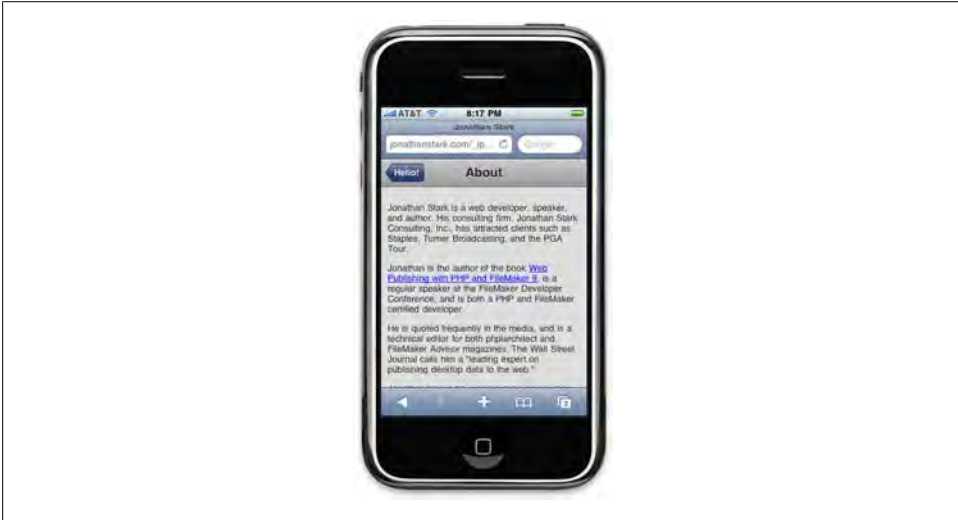 AT&T 8:17 PM
Jonathan Stark
jonathanstark.com/_ip... Google
Hello! About
Jonathan Stark is a web developer, speaker,
and author. His consulting firm, Jonathan Stark
Consulting, Inc., has attracted clients such as
Staples, Turner Broadcasting, and the PGA
Tour.
Jonathan is the author of the book Web
Publishing with PHP and FileMaker 9, is a
regular speaker at the FileMaker Developer
Conference, and is both a PHP and FileMaker
certified developer.
He is quoted frequently in the media, and is a
technical editor for both php|architect and
FileMaker Advisor magazines. The Wall Street
Journal calls him a "leading expert on
publishing desktop data to the web."